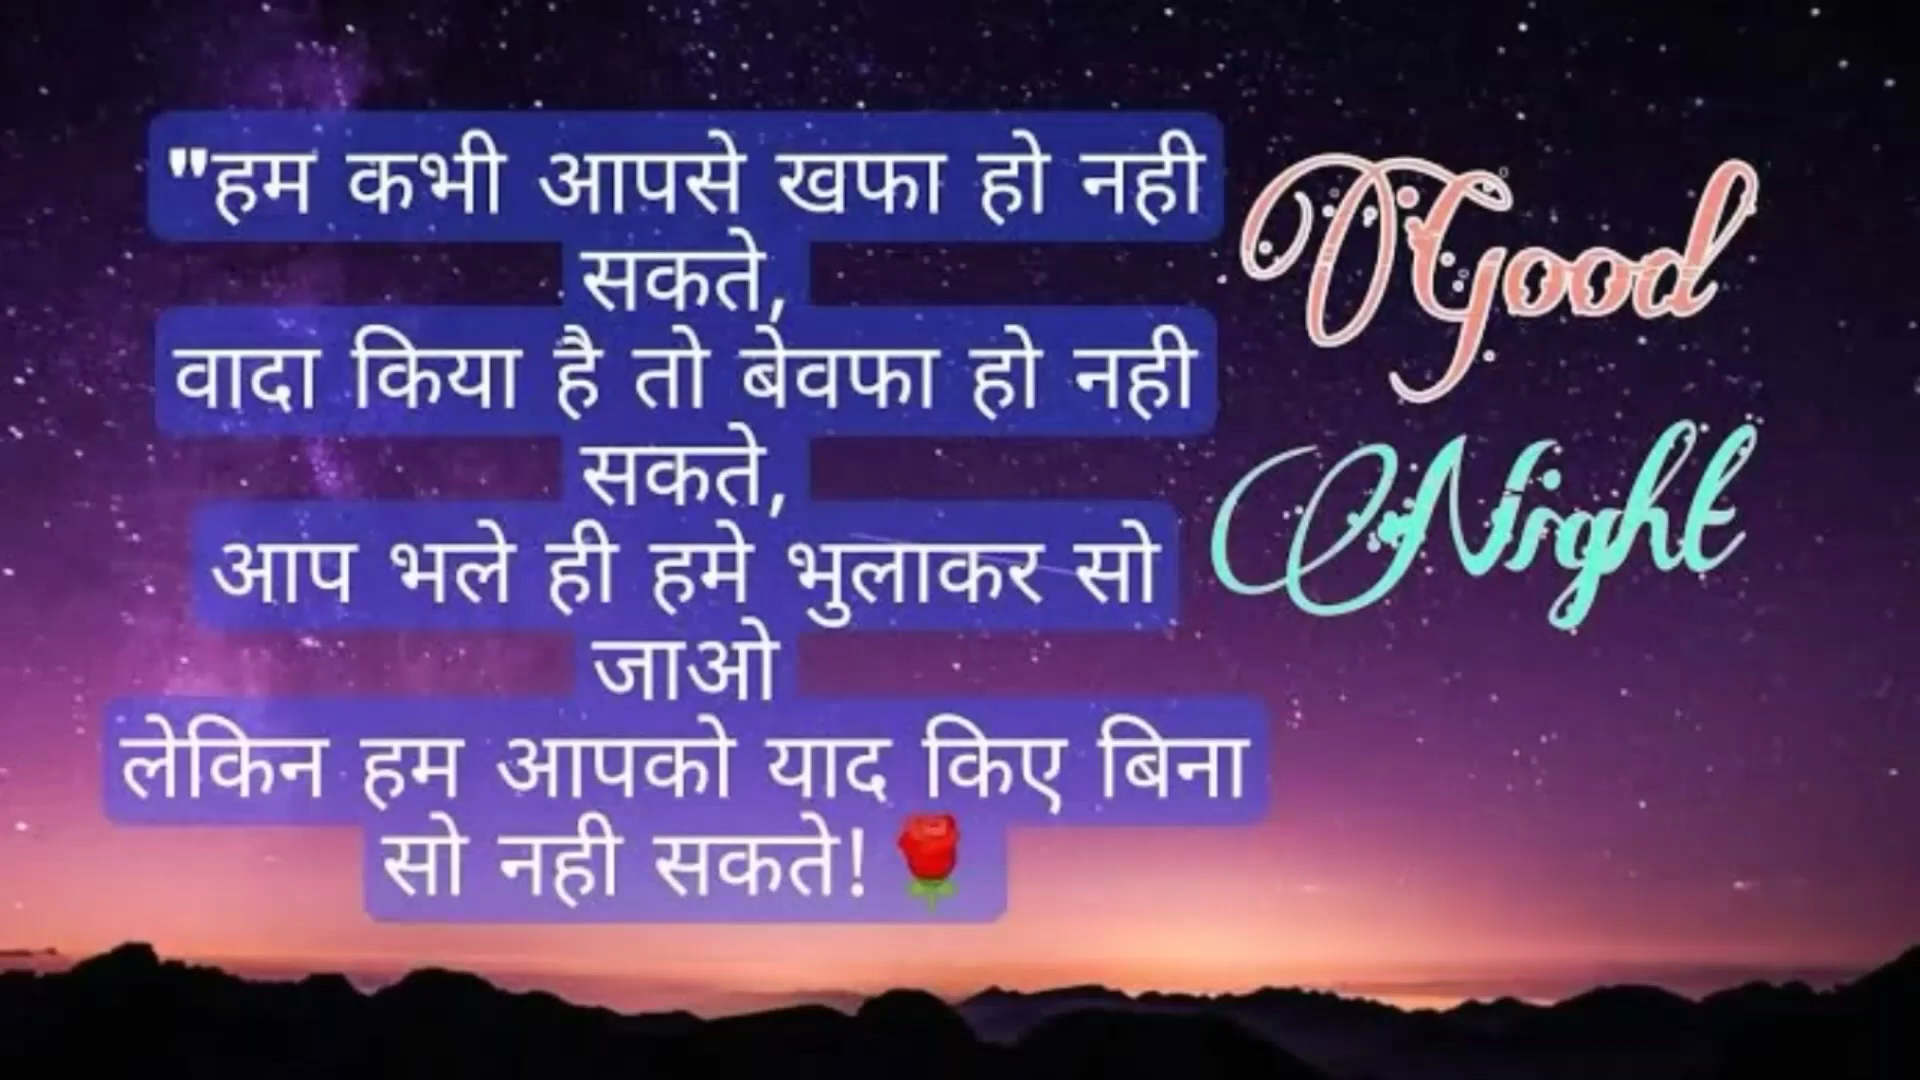 "हम कभी आपसे खफा हो नही
सकते,
वादा किया है तो बेवफा हो नही
सकते,
आप भले ही हमे भुलाकर सो
जाओ
लेकिन हम आपको याद किए बिना
सो नही सकते! 🌹
Good
Night